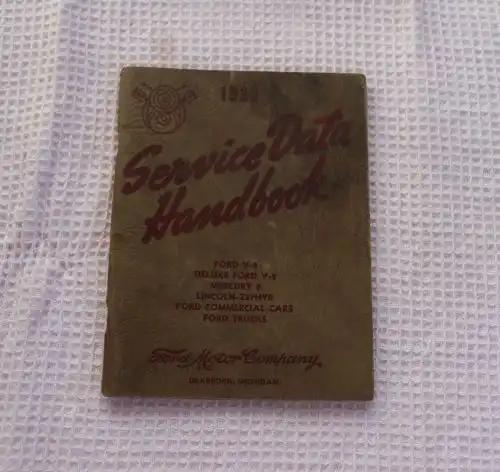 Service Data
Handbook
FORD V-8
DELUXE FORD V-8
MERCURY 8
LINCOLN-ZEPHYR
FORD COMMERCIAL CARS
FORD TRUCKS
Ford Motor Company
DEARBORN, MICHIGAN